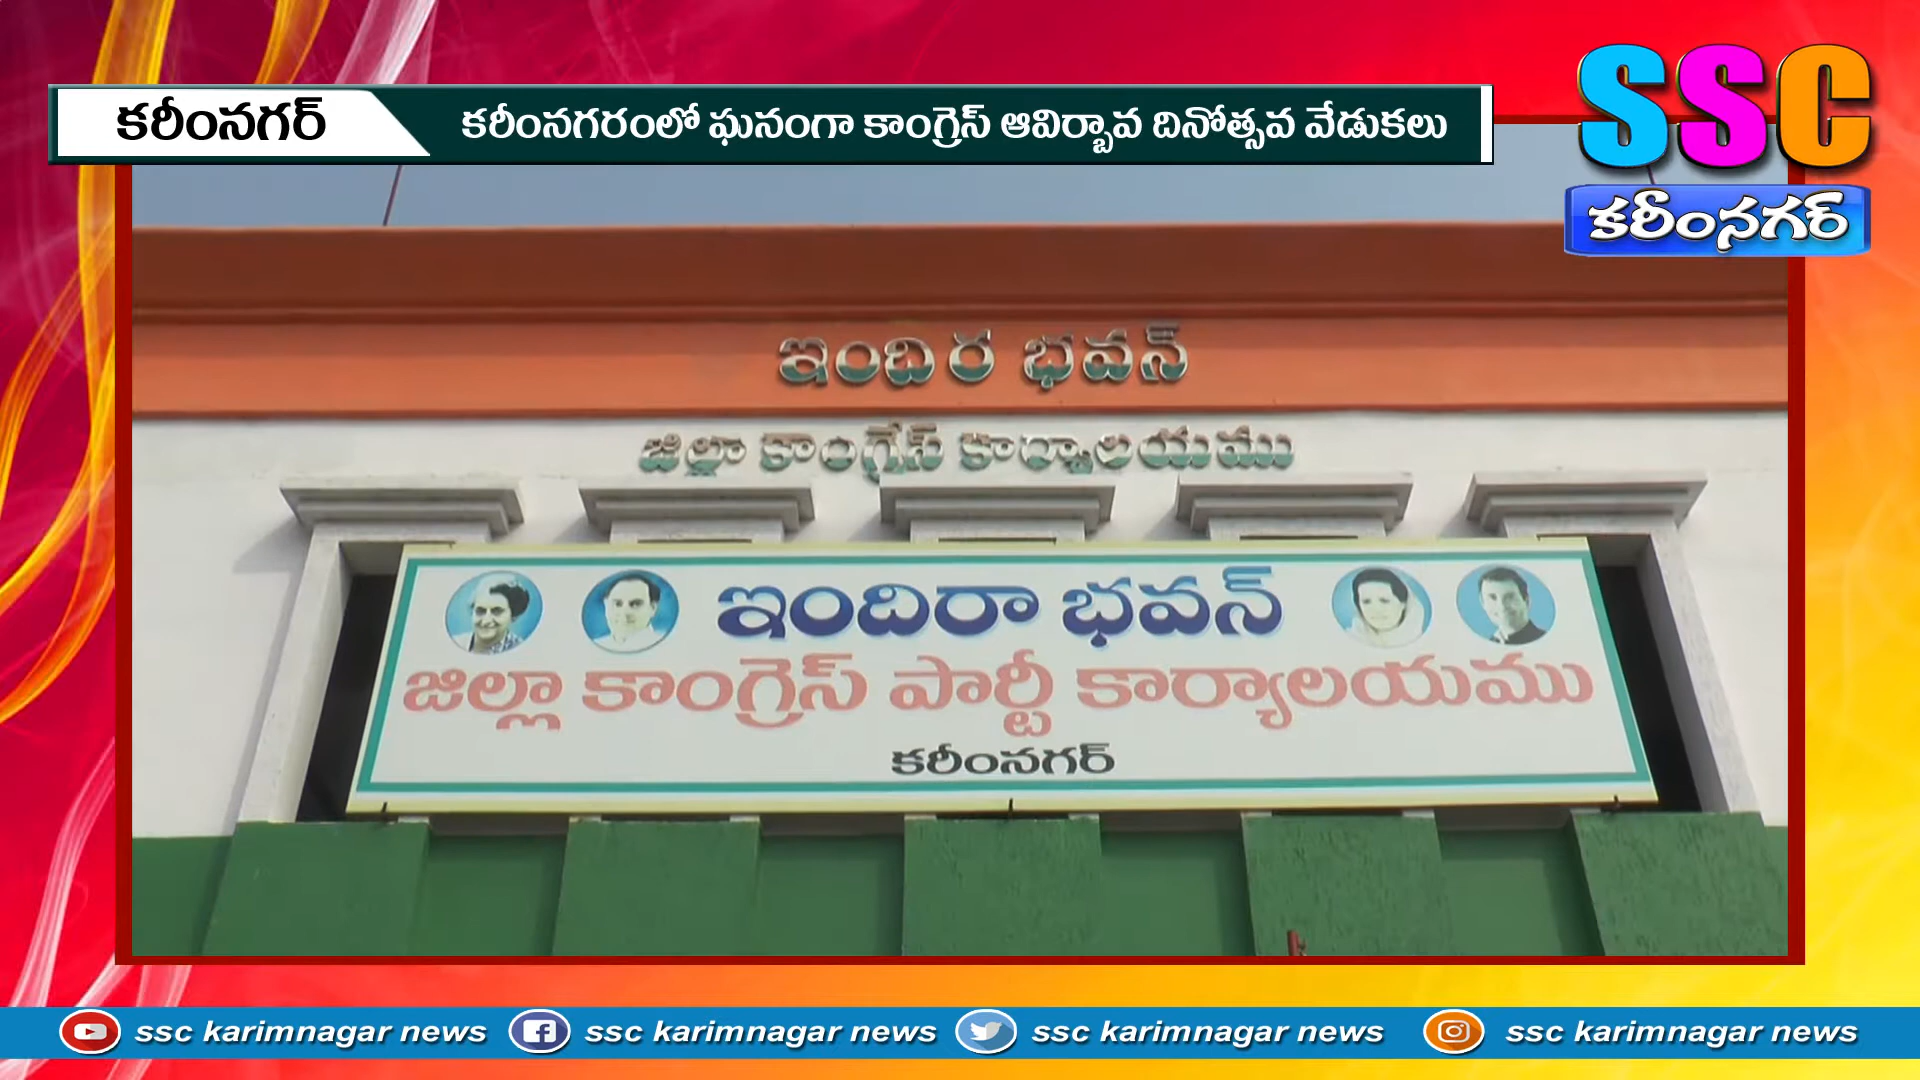 కరీంనగర్
కరీంనగరంలో ఘనంగా కాంగ్రెస్ ఆవిర్బావ దినోత్సవ వేడుకలు
SSC
కరీంనగర్
ఇందిర భవన్
జిల్లా కాంగ్రేస్ కార్యాలయము
ఇందిరా భవన్
జిల్లా కాంగ్రెస్ పార్టీ కార్యాలయము
కరీంనగర్
ssc karimnagar news ssc karimnagar news ssc karimnagar news ssc karimnagar news